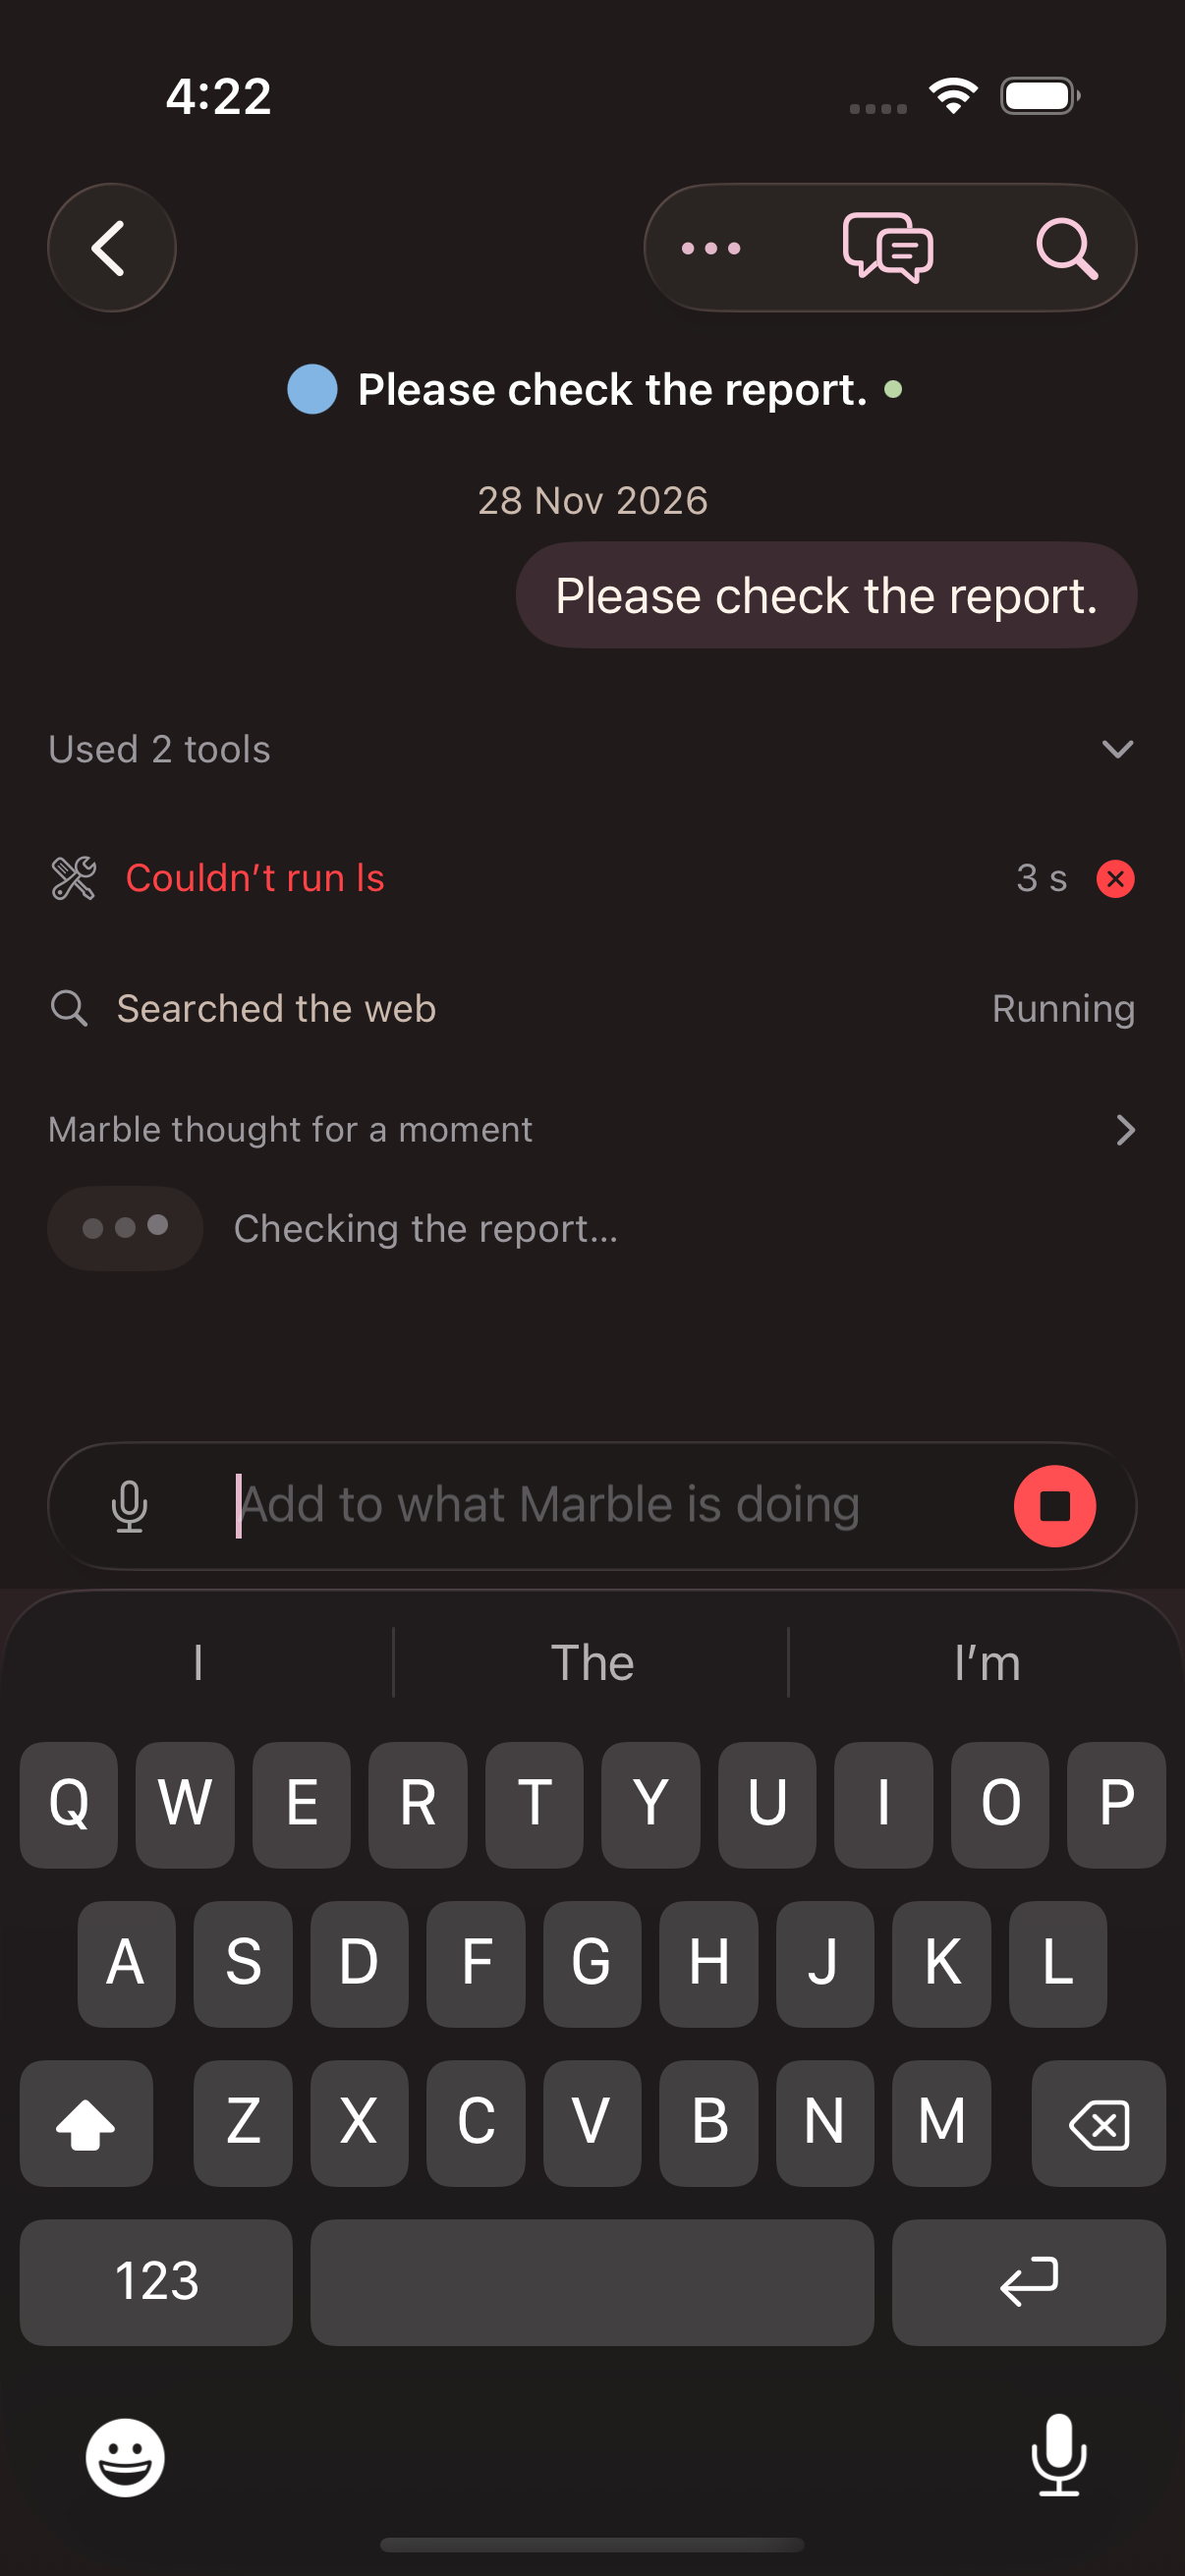 4:22
Please check the report.
28 Nov 2026
Please check the report.
Used 2 tools
Couldn’t run ls
3 s
Searched the web
Running
Marble thought for a moment
Checking the report…
Add to what Marble is doing
I The I’m
Q W E R T Y U I O P
A S D F G H J K L
Z X C V B N M
123